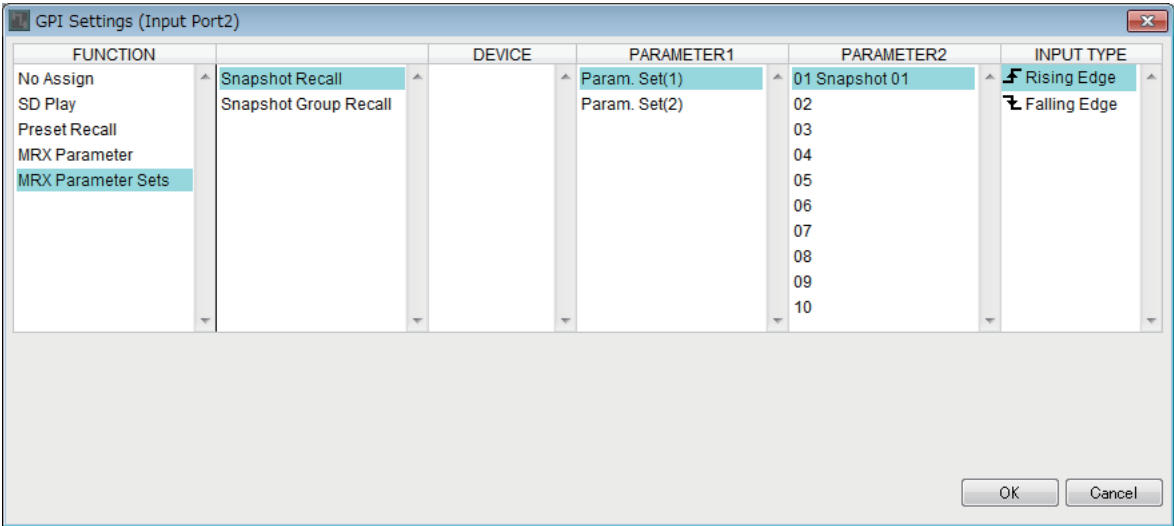 GPI Settings (Input Port2)
FUNCTION DEVICE PARAMETER1 PARAMETER2 INPUT TYPE
No Assign Snapshot Recall Param. Set(1) 01 Snapshot 01 Rising Edge
SD Play Snapshot Group Recall Param. Set(2) 02 Falling Edge
Preset Recall 03
MRX Parameter 04
MRX Parameter Sets 05
06
07
08
09
10
OK Cancel